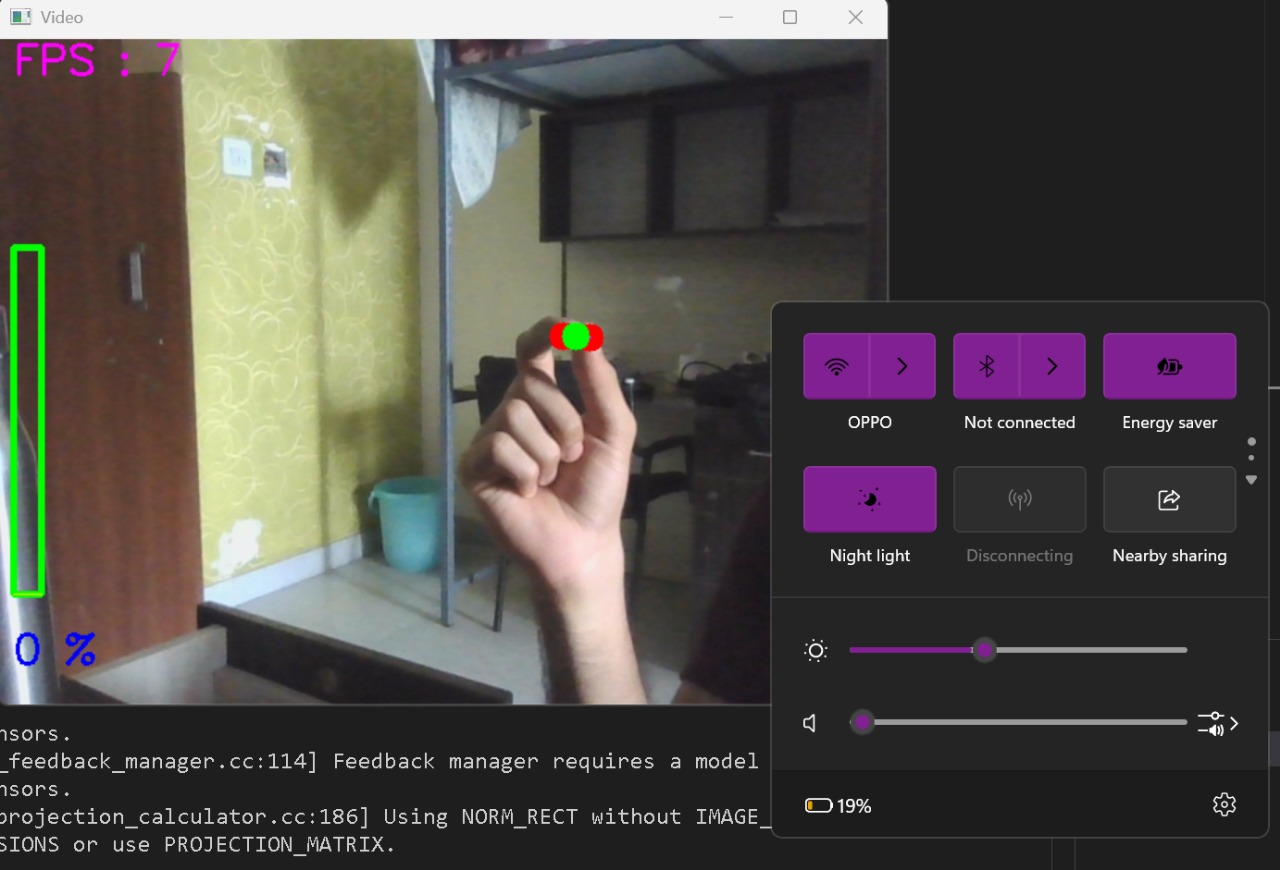 Video
FPS : 7
0 %
OPPO
Not connected
Energy saver
Night light
Disconnecting
Nearby sharing
19%
nsors.
_feedback_manager.cc:114] Feedback manager requires a model
nsors.
projection_calculator.cc:186] Using NORM_RECT without IMAGE_
SIONS or use PROJECTION_MATRIX.